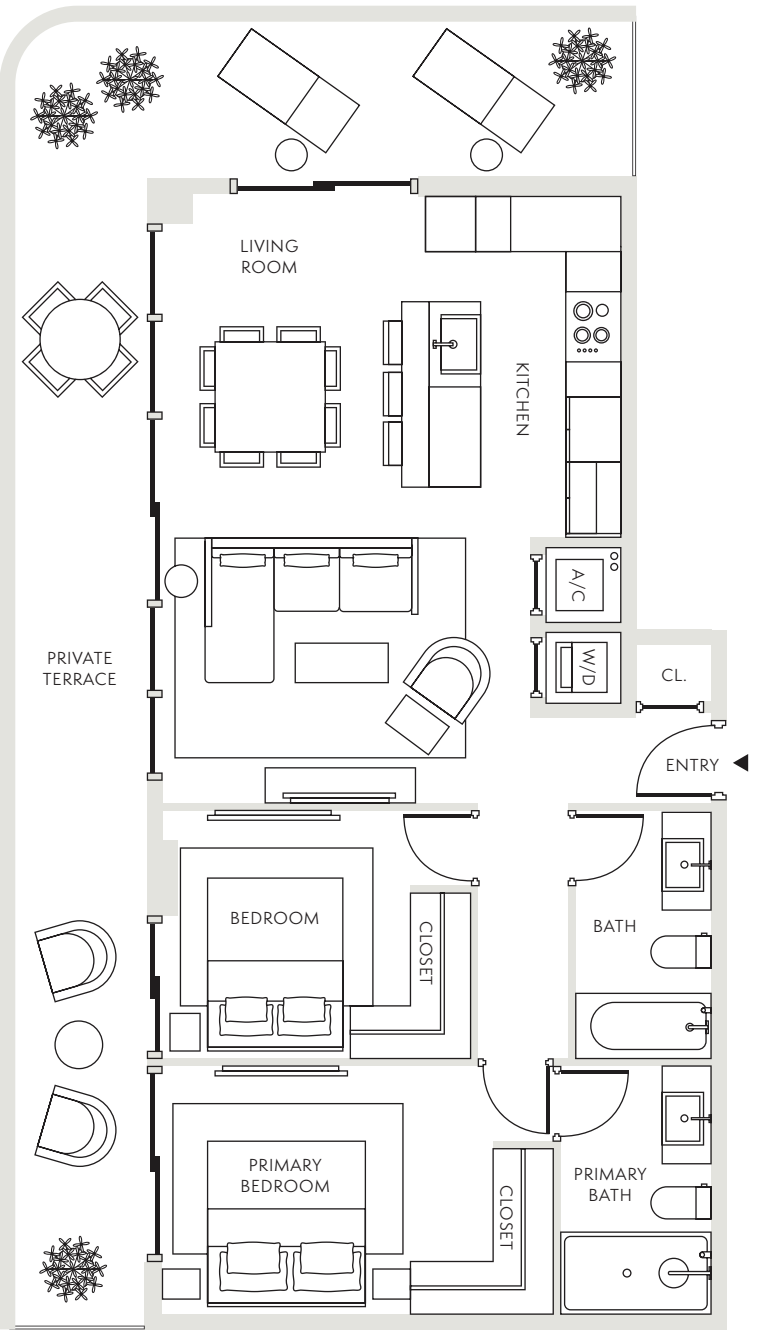 LIVING
ROOM
KITCHEN
A/C
W/D
PRIVATE
TERRACE
CL.
ENTRY
BEDROOM
CLOSET
BATH
PRIMARY
BEDROOM
CLOSET
PRIMARY
BATH